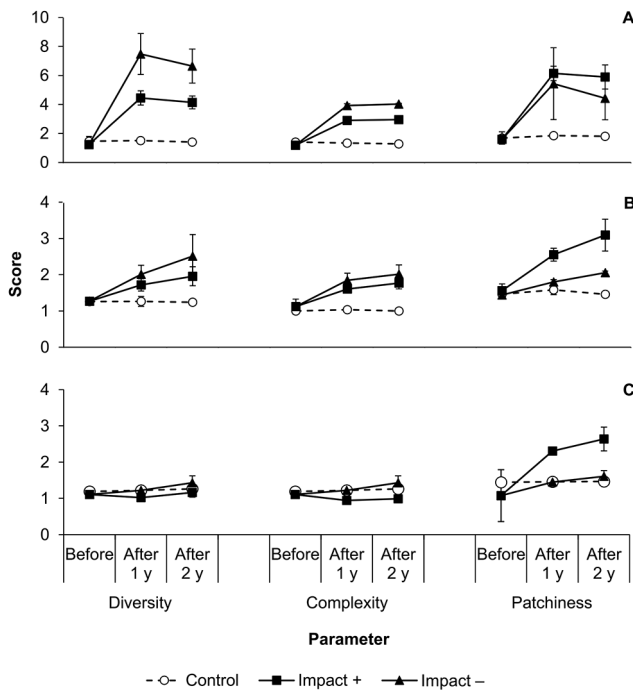 A
10
8
6
4
2
0
B
4
3
2
1
0
Score
C
4
3
2
1
0
Before After After Before After After Before After After
1 y 2 y 1 y 2 y 1 y 2 y
Diversity Complexity Patchiness
Parameter
Control Impact + Impact –